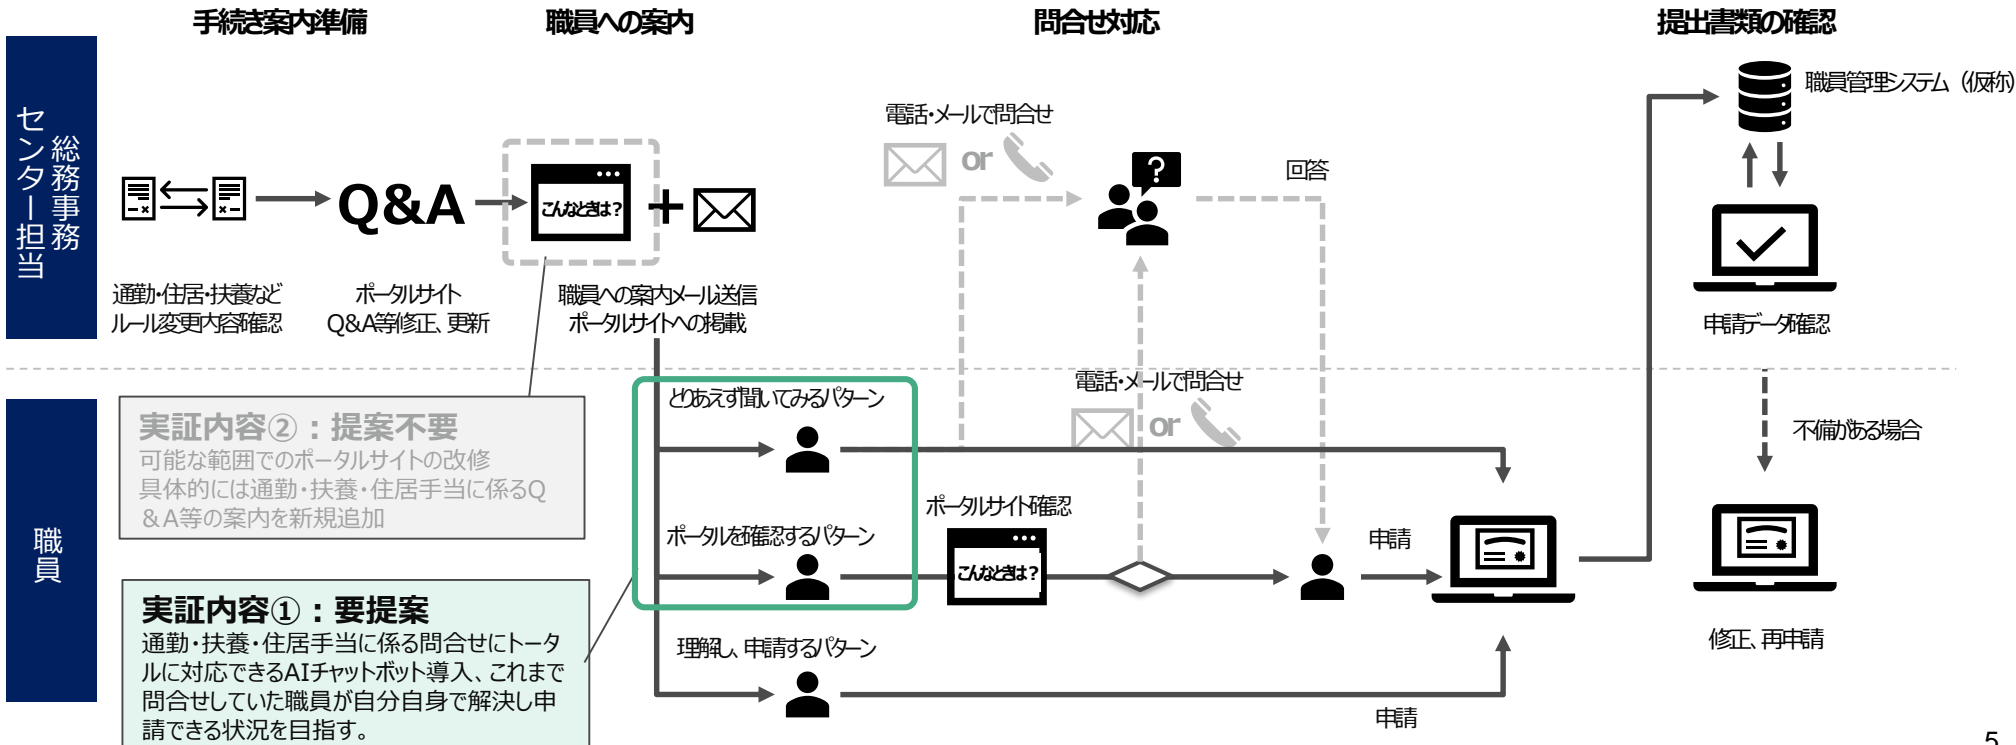 手続き案内準備
職員への案内
問合せ対応
提出書類の確認
総務事務
センター担当
Q&A
こんなときは?
電話・メールで問合せ
or
?
回答
職員管理システム（仮称）
通勤・住居・扶養など
ルール変更内容確認
ポータルサイト
Q&A等修正、更新
職員への案内メール送信
ポータルサイトへの掲載
申請データ確認
職員
実証内容②：提案不要
可能な範囲でのポータルサイトの改修
具体的には通勤・扶養・住居手当に係るQ
＆A等の案内を新規追加
実証内容①：要提案
通勤・扶養・住居手当に係る問合せにトータ
ルに対応できるAIチャットボット導入、これまで
問合せしていた職員が自分自身で解決し申
請できる状況を目指す。
とりあえず聞いてみるパターン
電話・メールで問合せ
or
ポータルを確認するパターン
ポータルサイト確認
こんなときは?
申請
理解し、申請するパターン
申請
不備がある場合
修正、再申請
5